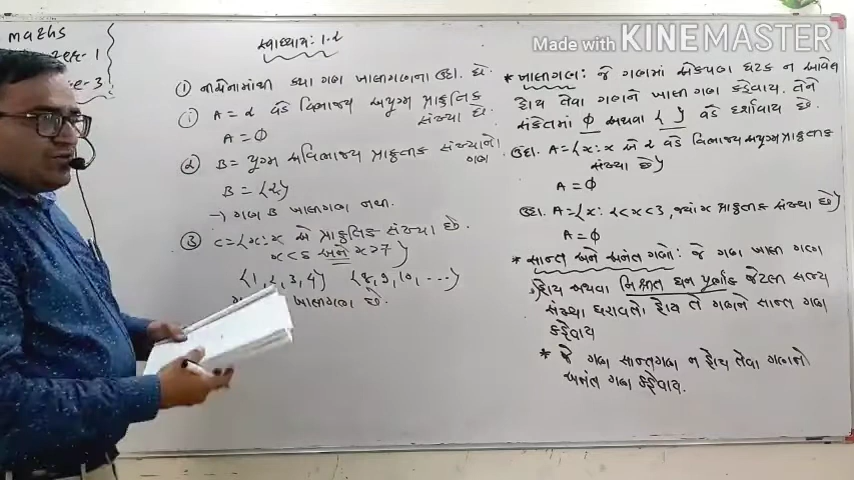 Made with KINEMASTER
maths
સ્વાધ્યાય: 1.2
① નીચેનામાંથી કયા ગણ ખાલીગણના ઉદા. છે.
① A = 2 વડે વિભાજ્ય અયુગ્મ પ્રાકૃતિક
સંખ્યા છે.
A = ϕ
② B = યુગ્મ અવિભાજ્ય પ્રાકૃતિક સંખ્યાનો
ગણ
B = {2}
→ ગણ B ખાલીગણ નથી.
③ C = {x : x એ પ્રાકૃતિક સંખ્યા છે.
x < 5 અને x > 7}
{1, 2, 3, 4} {8, 9, 10, ...}
ખાલીગણ છે.
* ખાલીગણ : જે ગણમાં એકપણ ઘટક ન આવેલ
હોય તેવા ગણને ખાલી ગણ કહેવાય. તેને
સંકેતમાં ϕ અથવા { } વડે દર્શાવાય છે.
ઉદા. A = {x : x એ 2 વડે વિભાજ્ય અયુગ્મ પ્રાકૃતિક
સંખ્યા છે}
A = ϕ
ઉદા. A = {x : 2 < x < 3, જ્યાં x પ્રાકૃતિક સંખ્યા છે}
A = ϕ
* સાન્ત અને અનંત ગણો : જે ગણ ખાલી ગણ
હોય અથવા નિશ્ચિત ધન પૂર્ણાંક જેટલી સભ્ય
સંખ્યા ધરાવતો હોય તે ગણને સાન્ત ગણ
કહેવાય
* જે ગણ સાન્તગણ ન હોય તેવા ગણને
અનંત ગણ કહેવાય.